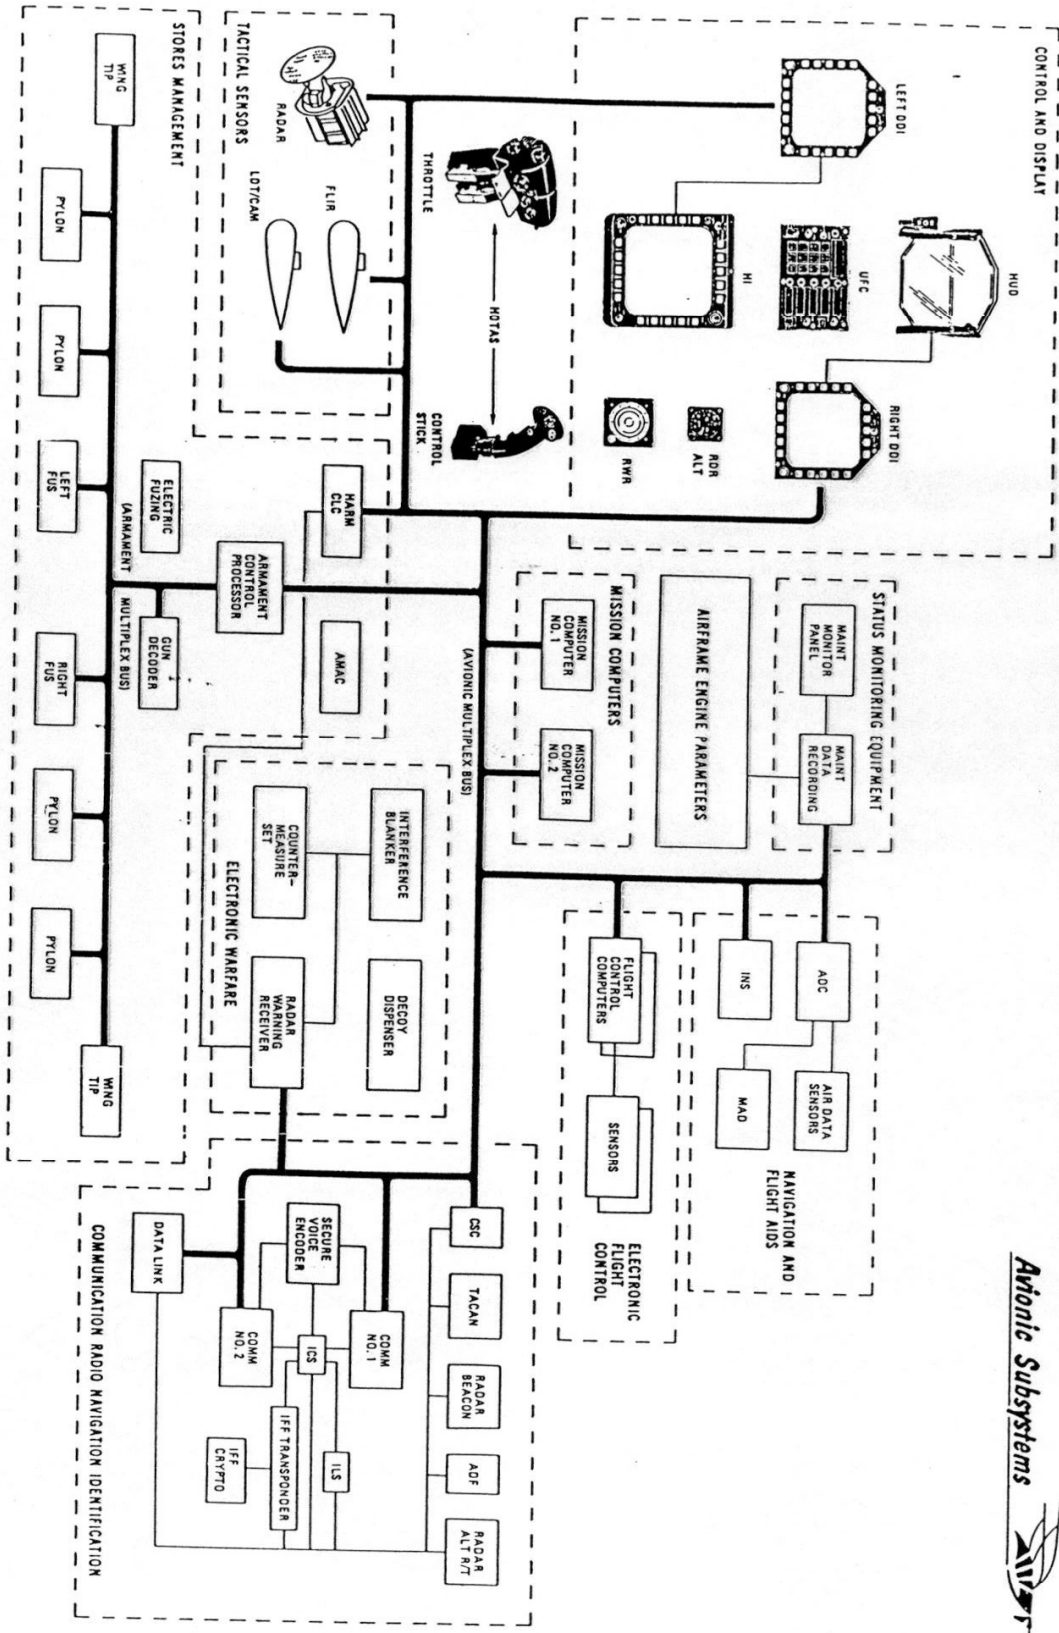 Avionic Subsystems
CONTROL AND DISPLAY
LEFT DDI
HUD
RIGHT DDI
UFC
HI
RDR
ALT
RWR
THROTTLE
HOTAS
CONTROL
STICK
TACTICAL SENSORS
RADAR
FLIR
LDT/CAM
STATUS MONITORING EQUIPMENT
MAINT
MONITOR
PANEL
MAINT
DATA
RECORDING
AIRFRAME ENGINE PARAMETERS
MISSION COMPUTERS
MISSION
COMPUTER
NO. 1
MISSION
COMPUTER
NO. 2
(AVIONIC MULTIPLEX BUS)
NAVIGATION AND
FLIGHT AIDS
ADC
AIR DATA
SENSORS
INS
MAD
ELECTRONIC
FLIGHT
CONTROL
FLIGHT
CONTROL
COMPUTERS
SENSORS
STORES MANAGEMENT
HARM
CLC
AMAC
ARMAMENT
CONTROL
PROCESSOR
ELECTRIC
FUZING
GUN
DECODER
(ARMAMENT
MULTIPLEX BUS)
WING
TIP
PYLON
PYLON
LEFT
FUS
RIGHT
FUS
PYLON
PYLON
WING
TIP
ELECTRONIC WARFARE
INTERFERENCE
BLANKER
DECOY
DISPENSER
COUNTER-
MEASURE
SET
RADAR
WARNING
RECEIVER
COMMUNICATION RADIO NAVIGATION IDENTIFICATION
CSC
TACAN
RADAR
BEACON
ADF
RADAR
ALT R/T
SECURE
VOICE
ENCODER
COMM
NO. 1
ICS
ILS
COMM
NO. 2
IFF TRANSPONDER
IFF
CRYPTO
DATA LINK